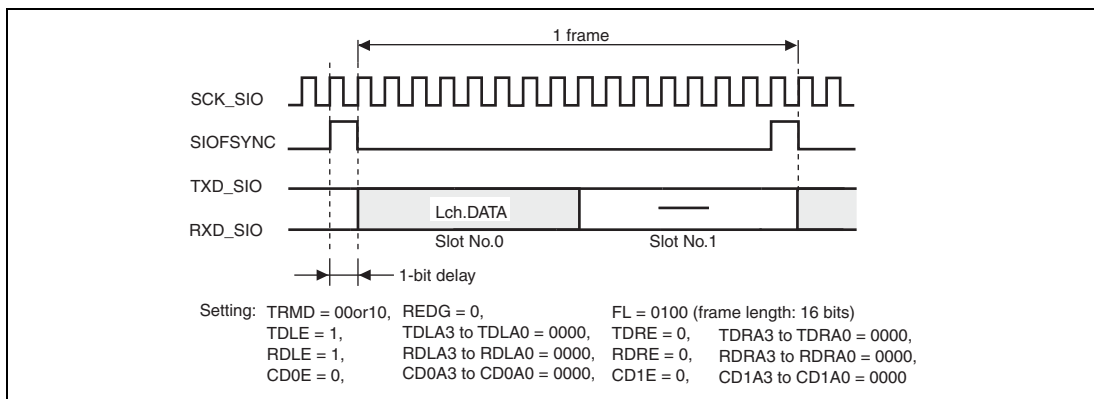 1 frame
SCK_SIO
SIOFSYNC
TXD_SIO
Lch.DATA
RXD_SIO
Slot No.0 Slot No.1
1-bit delay
Setting: TRMD = 00or10, REDG = 0, FL = 0100 (frame length: 16 bits)
TDLE = 1, TDLA3 to TDLA0 = 0000, TDRE = 0, TDRA3 to TDRA0 = 0000,
RDLE = 1, RDLA3 to RDLA0 = 0000, RDRE = 0, RDRA3 to RDRA0 = 0000,
CD0E = 0, CD0A3 to CD0A0 = 0000, CD1E = 0, CD1A3 to CD1A0 = 0000